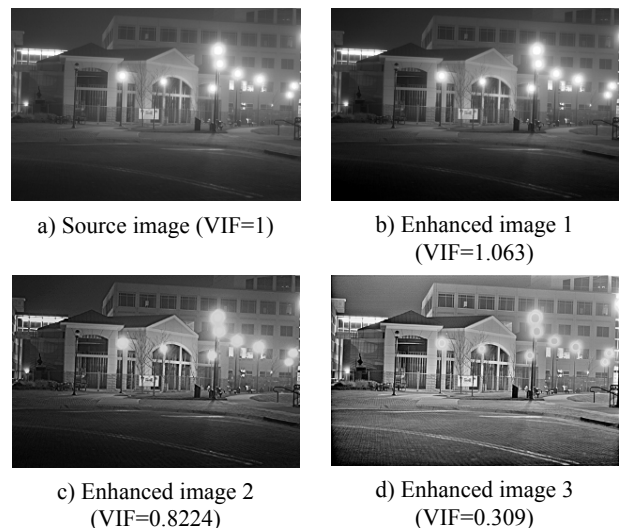 a) Source image (VIF=1)
b) Enhanced image 1
(VIF=1.063)
c) Enhanced image 2
(VIF=0.8224)
d) Enhanced image 3
(VIF=0.309)